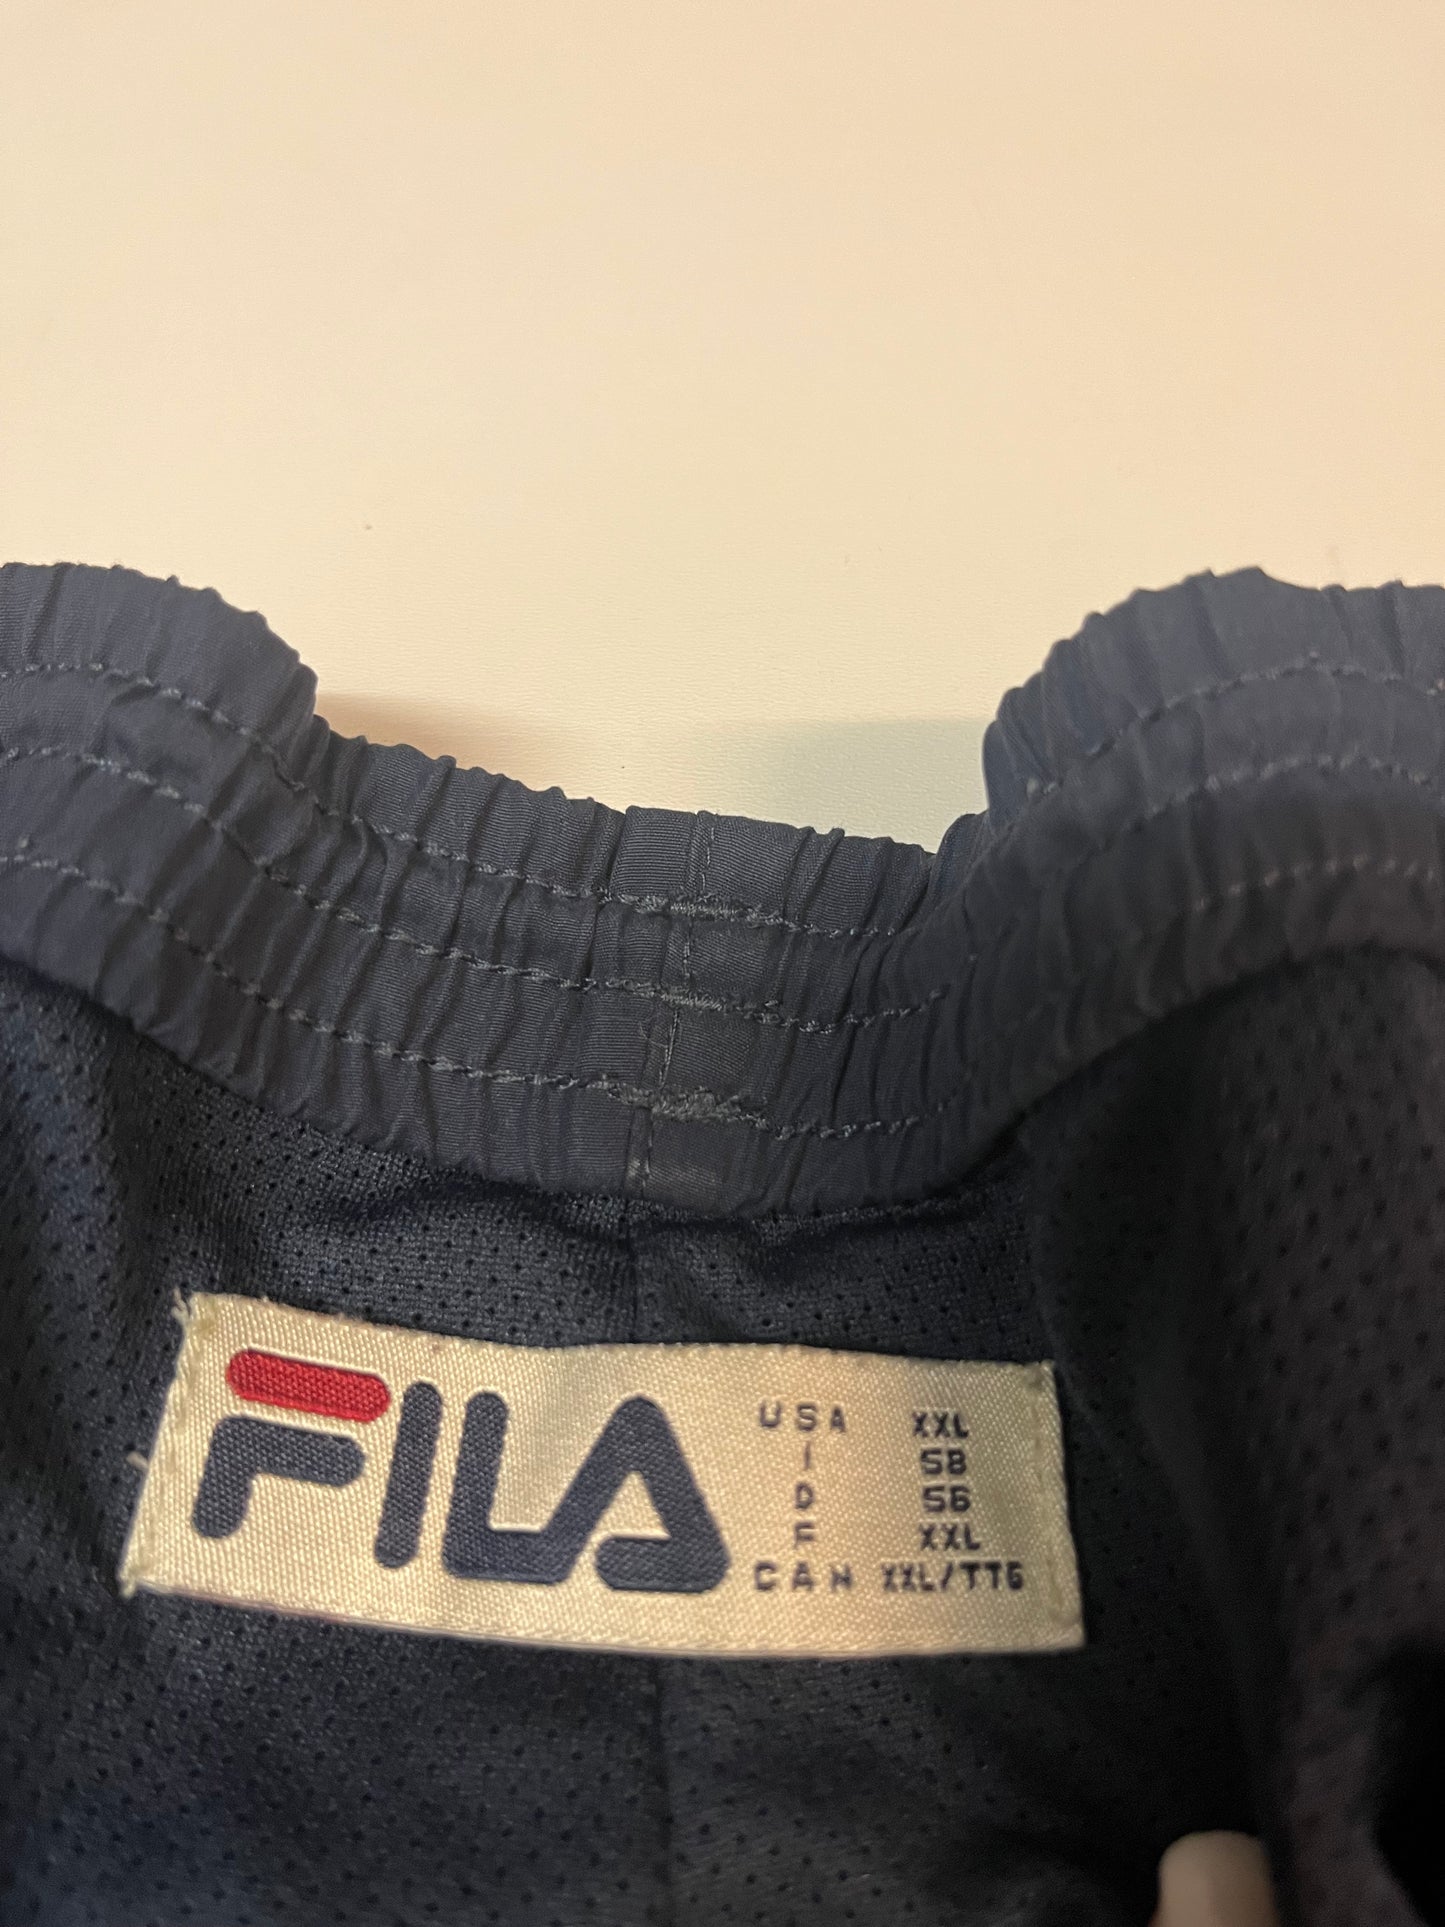 FILA
USA XXL
I 58
D 56
F XXL
CAN XXL/TTG